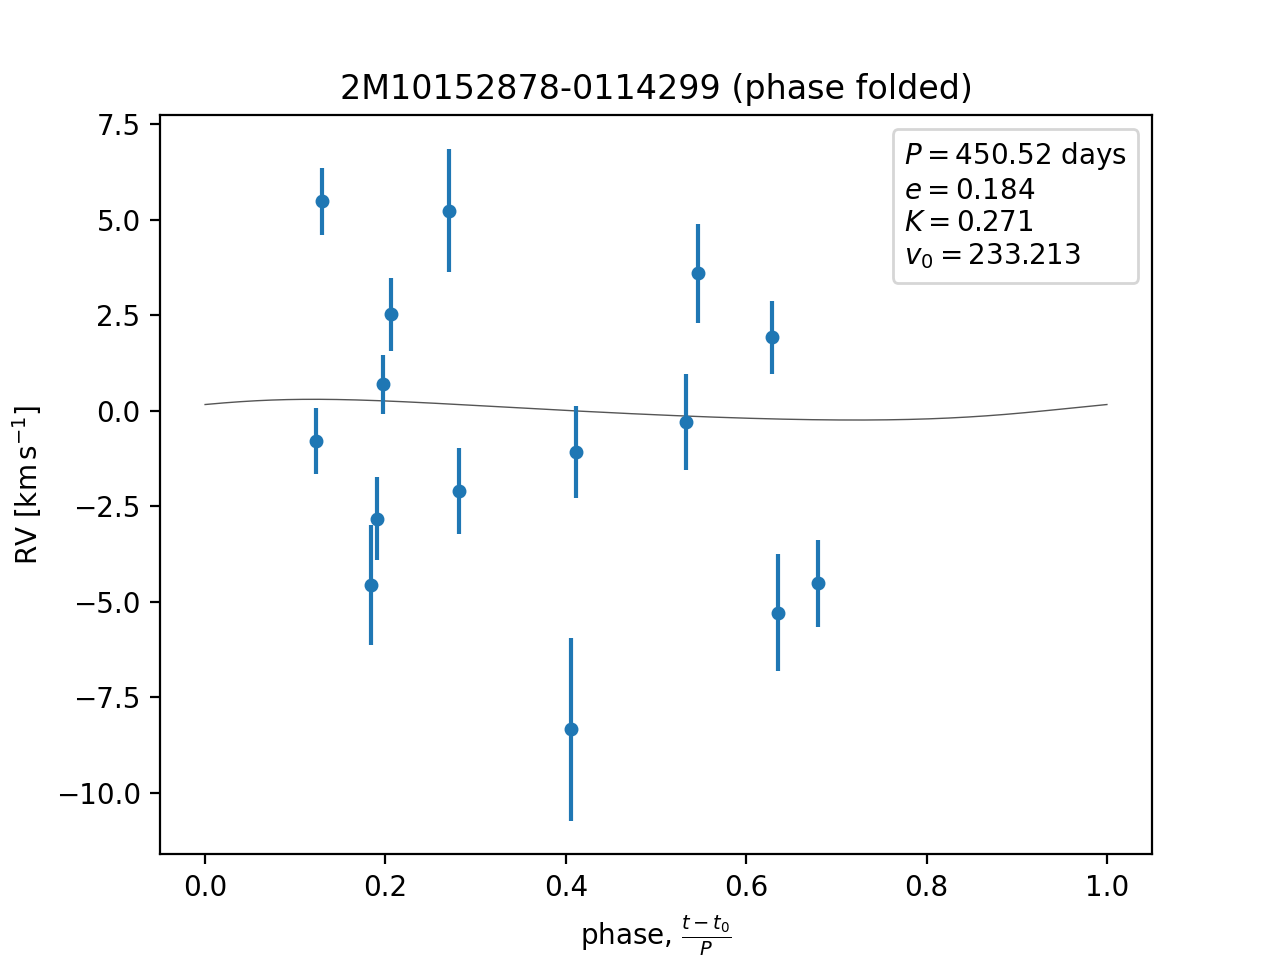 2M10152878-0114299 (phase folded)
P = 450.52 days
e = 0.184
K = 0.271
v₀ = 233.213
7.5
5.0
2.5
0.0
−2.5
−5.0
−7.5
−10.0
RV [km s⁻¹]
0.0 0.2 0.4 0.6 0.8 1.0
phase, (t − t₀)/P